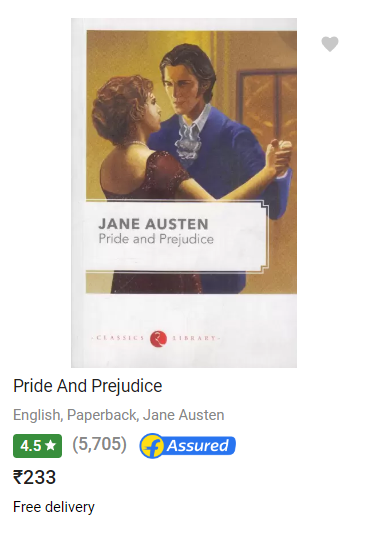 JANE AUSTEN
Pride and Prejudice
CLASSICS LIBRARY
Pride And Prejudice
English, Paperback, Jane Austen
4.5 ★ (5,705) f Assured
₹233
Free delivery